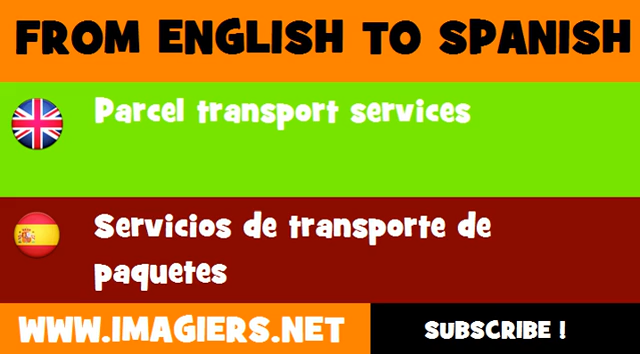 FROM ENGLISH TO SPANISH
Parcel transport services
Servicios de transporte de
paquetes
WWW.IMAGIERS.NET
SUBSCRIBE !